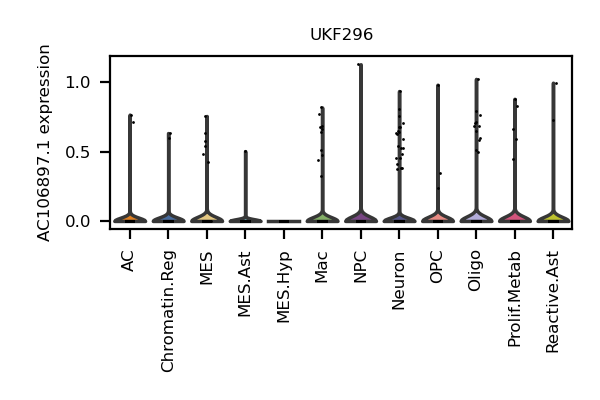 UKF296
AC106897.1 expression
1.0
0.5
0.0
AC
Chromatin.Reg
MES
MES.Ast
MES.Hyp
Mac
NPC
Neuron
OPC
Oligo
Prolif.Metab
Reactive.Ast